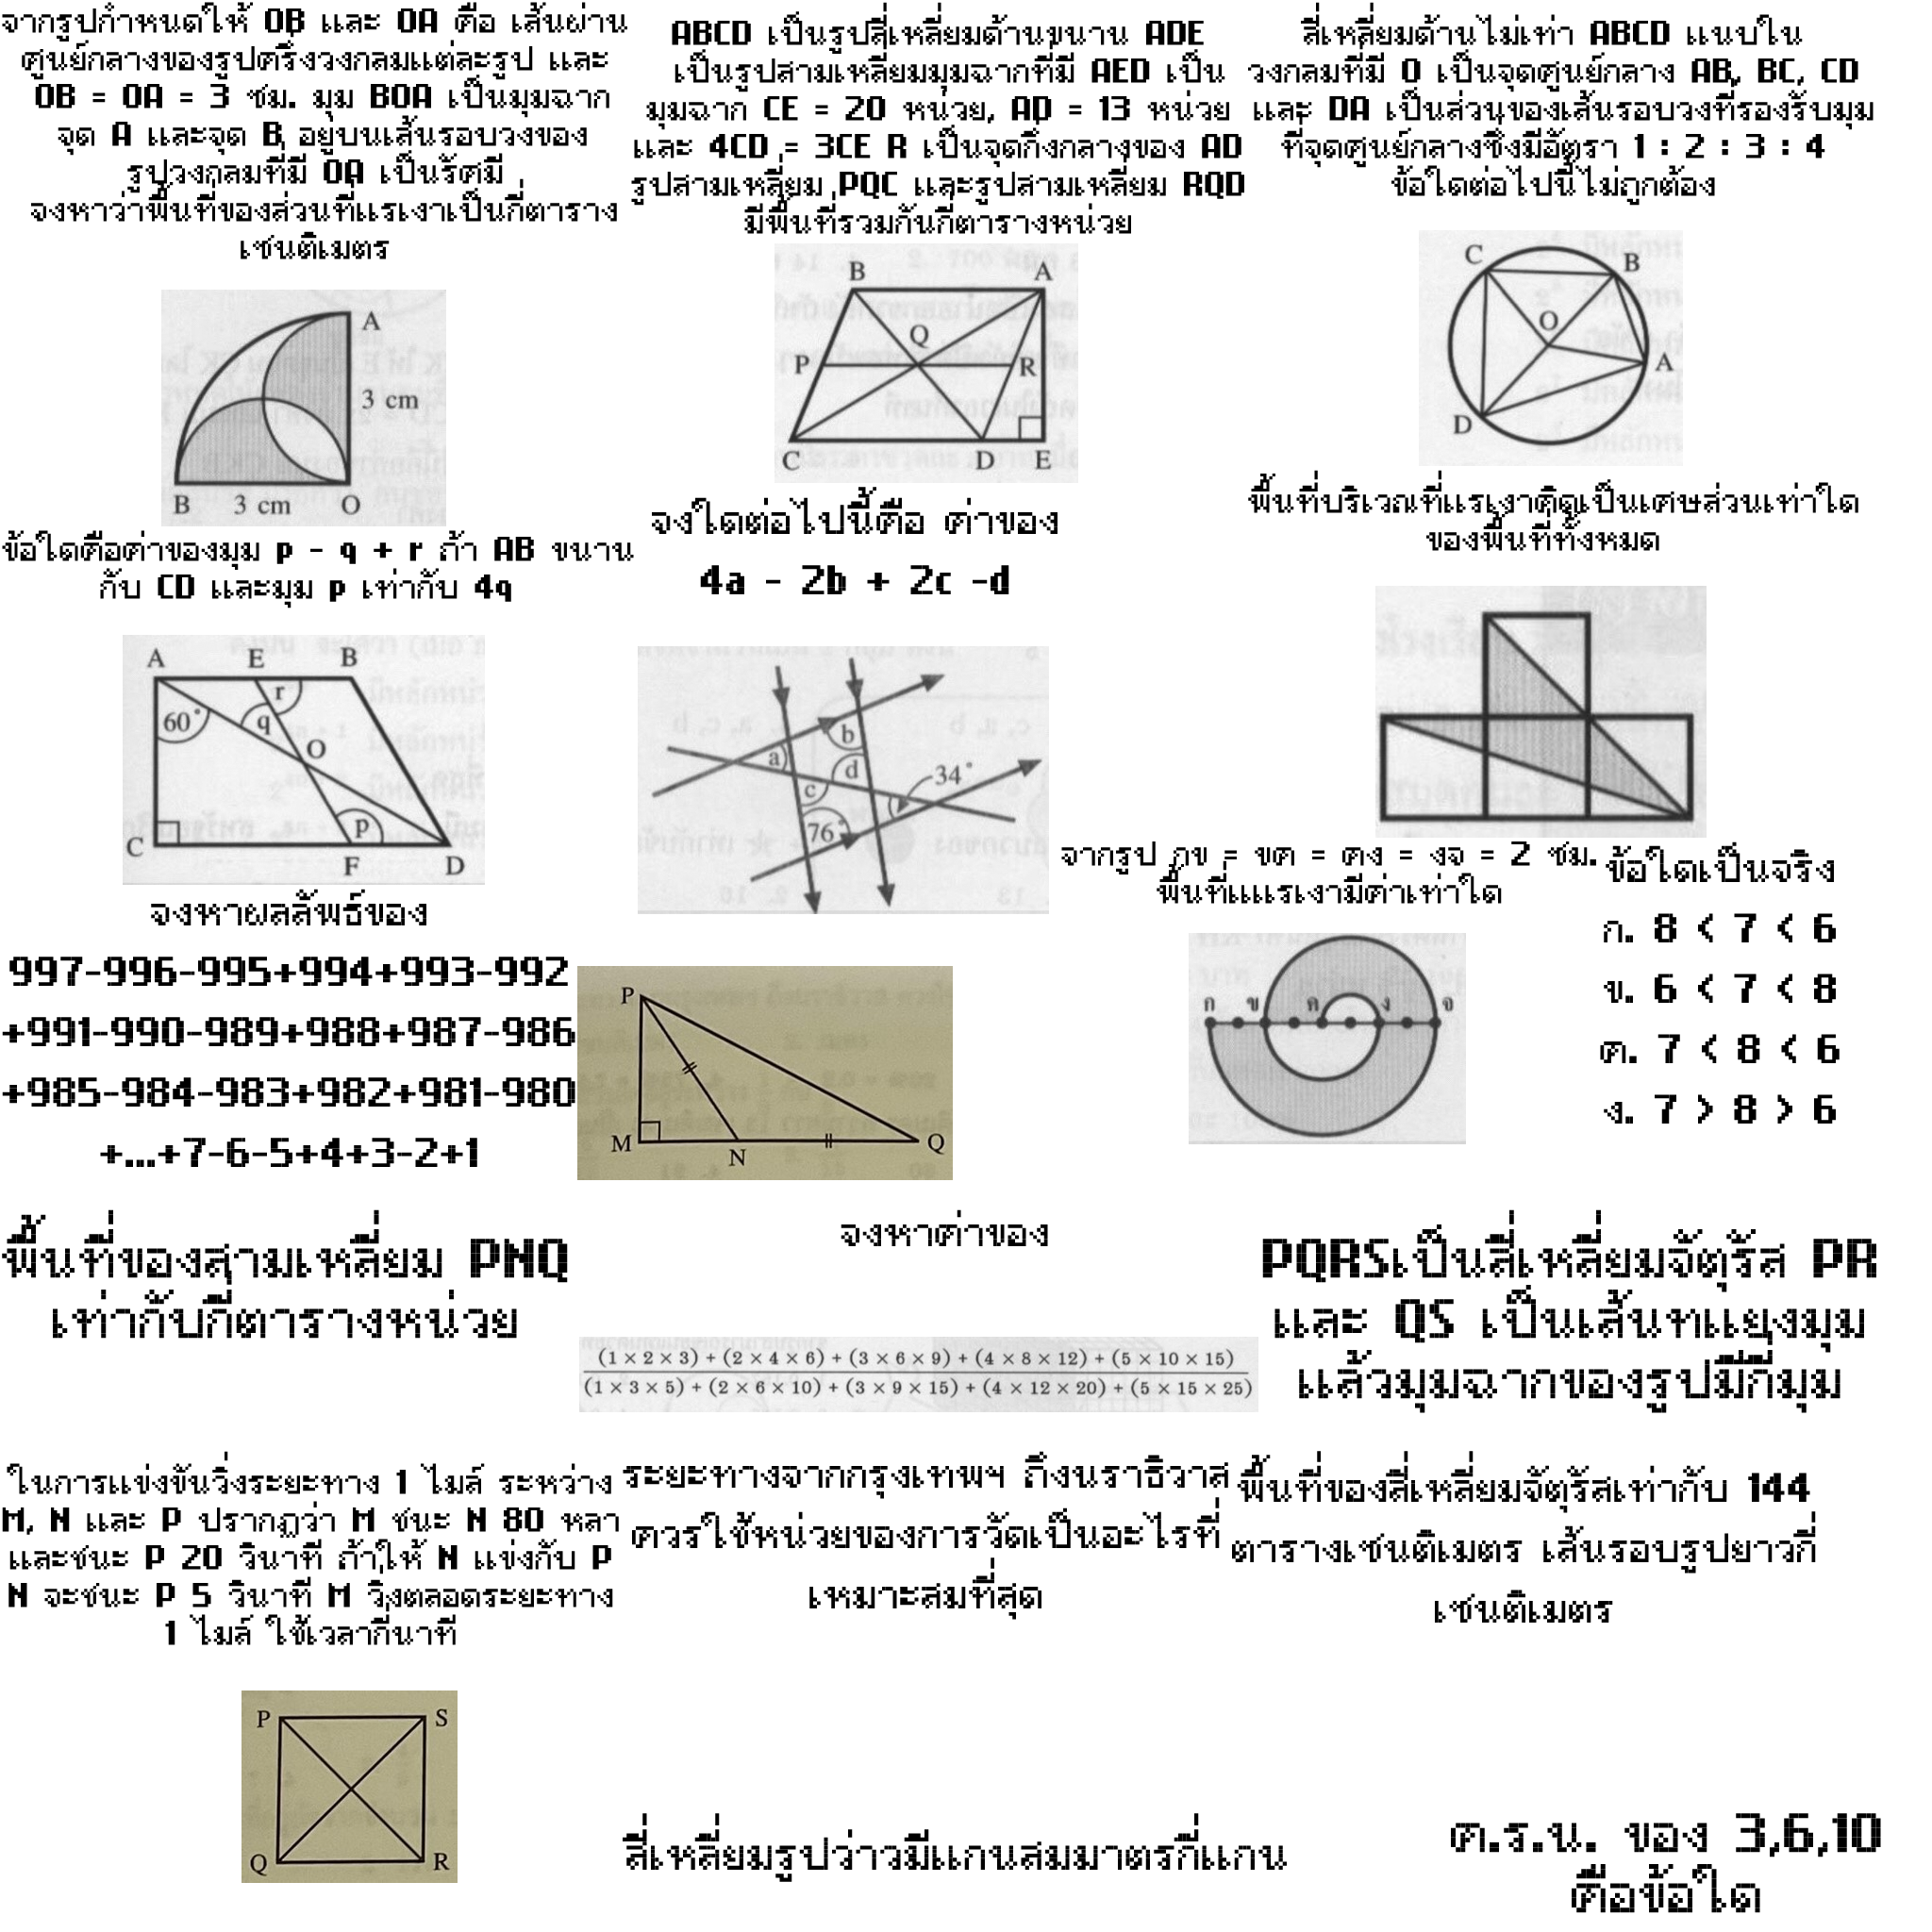 จากรูปกำหนดให้ OB และ OA คือ เส้นผ่าน
ศูนย์กลางของรูปครึ่งวงกลมแต่ละรูป และ
OB = OA = 3 ซม. มุม BOA เป็นมุมฉาก
จุด A และจุด B อยู่บนเส้นรอบวงของ
รูปวงกลมที่มี OA เป็นรัศมี
จงหาว่าพื้นที่ของส่วนที่แรเงาเป็นกี่ตาราง
เซนติเมตร
A
3 cm
B 3 cm O
ABCD เป็นรูปสี่เหลี่ยมด้านขนาน ADE
เป็นรูปสามเหลี่ยมมุมฉากที่มี AED เป็น
มุมฉาก CE = 20 หน่วย, AD = 13 หน่วย
และ 4CD = 3CE R เป็นจุดกึ่งกลางของ AD
รูปสามเหลี่ยม PQC และรูปสามเหลี่ยม RQD
มีพื้นที่รวมกันกี่ตารางหน่วย
B A
Q
P R
C D E
สี่เหลี่ยมด้านไม่เท่า ABCD แนบใน
วงกลมที่มี O เป็นจุดศูนย์กลาง AB, BC, CD
และ DA เป็นส่วนของเส้นรอบวงที่รองรับมุม
ที่จุดศูนย์กลางซึ่งมีอัตรา 1 : 2 : 3 : 4
ข้อใดต่อไปนี้ไม่ถูกต้อง
C B
O
A
D
ข้อใดคือค่าของมุม p - q + r ถ้า AB ขนาน
กับ CD และมุม p เท่ากับ 4q
A E B
60° q r
O
p
C F D
จงใดต่อไปนี้คือ ค่าของ
4a - 2b + 2c -d
b
a d 34°
c
76°
พื้นที่บริเวณที่แรเงาคิดเป็นเศษส่วนเท่าใด
ของพื้นที่ทั้งหมด
จงหาผลลัพธ์ของ
997-996-995+994+993-992
+991-990-989+988+987-986
+985-984-983+982+981-980
+...+7-6-5+4+3-2+1
P
M N Q
จากรูป กข = ขค = คง = งจ = 2 ซม.
พื้นที่แแรเงามีค่าเท่าใด
ก ข ค ง จ
ข้อใดเป็นจริง
ก. 8 < 7 < 6
ข. 6 < 7 < 8
ค. 7 < 8 < 6
ง. 7 > 8 > 6
พื้นที่ของสามเหลี่ยม PNQ
เท่ากับกี่ตารางหน่วย
จงหาค่าของ
(1 × 2 × 3) + (2 × 4 × 6) + (3 × 6 × 9) + (4 × 8 × 12) + (5 × 10 × 15)
(1 × 3 × 5) + (2 × 6 × 10) + (3 × 9 × 15) + (4 × 12 × 20) + (5 × 15 × 25)
PQRSเป็นสี่เหลี่ยมจัตุรัส PR
และ QS เป็นเส้นทแยงมุม
แล้วมุมฉากของรูปมีกี่มุม
ในการแข่งขันวิ่งระยะทาง 1 ไมล์ ระหว่าง
M, N และ P ปรากฏว่า M ชนะ N 80 หลา
และชนะ P 20 วินาที ถ้าให้ N แข่งกับ P
N จะชนะ P 5 วินาที M วิ่งตลอดระยะทาง
1 ไมล์ ใช้เวลากี่นาที
ระยะทางจากกรุงเทพฯ ถึงนราธิวาส
ควรใช้หน่วยของการวัดเป็นอะไรที่
เหมาะสมที่สุด
พื้นที่ของสี่เหลี่ยมจัตุรัสเท่ากับ 144
ตารางเซนติเมตร เส้นรอบรูปยาวกี่
เซนติเมตร
P S
Q R
สี่เหลี่ยมรูปว่าวมีแกนสมมาตรกี่แกน
ค.ร.น. ของ 3,6,10
คือข้อใด